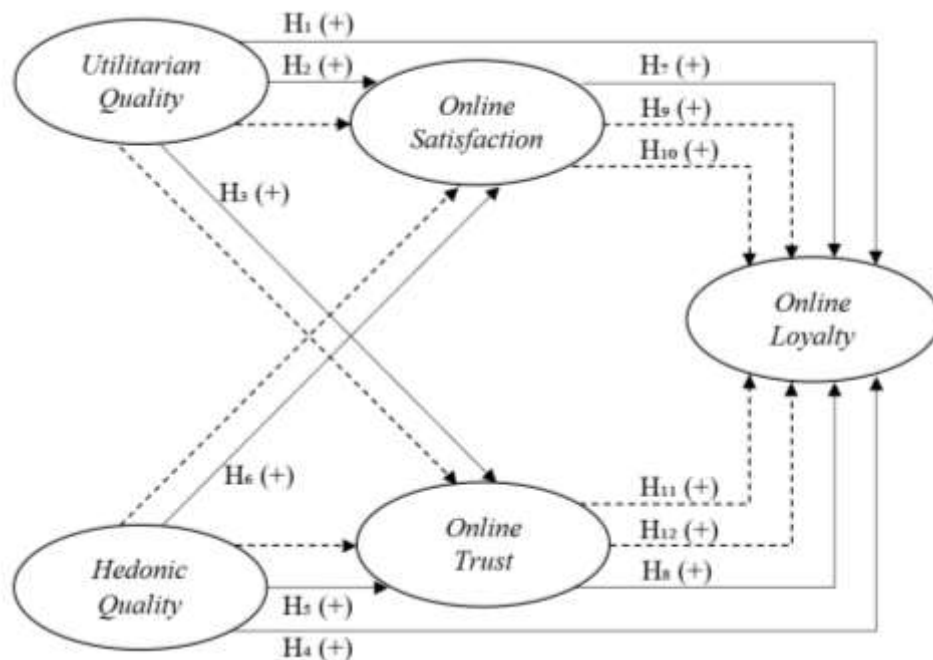 H₁ (+)
Utilitarian
Quality
H₂ (+)
Online
Satisfaction
H₇ (+)
H₉ (+)
H₁₀ (+)
H₃ (+)
Online
Loyalty
H₆ (+)
Hedonic
Quality
Online
Trust
H₁₁ (+)
H₁₂ (+)
H₈ (+)
H₅ (+)
H₄ (+)